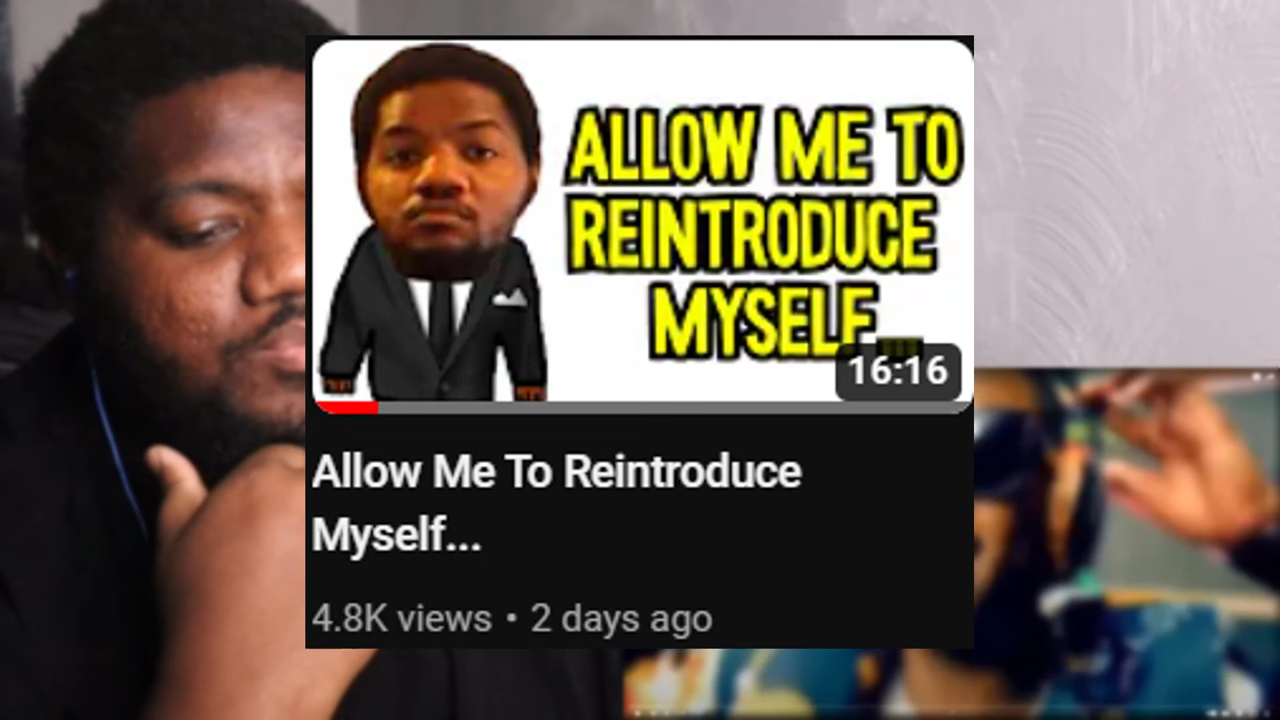 ALLOW ME TO
REINTRODUCE
MYSELF...
16:16
Allow Me To Reintroduce
Myself...
4.8K views • 2 days ago